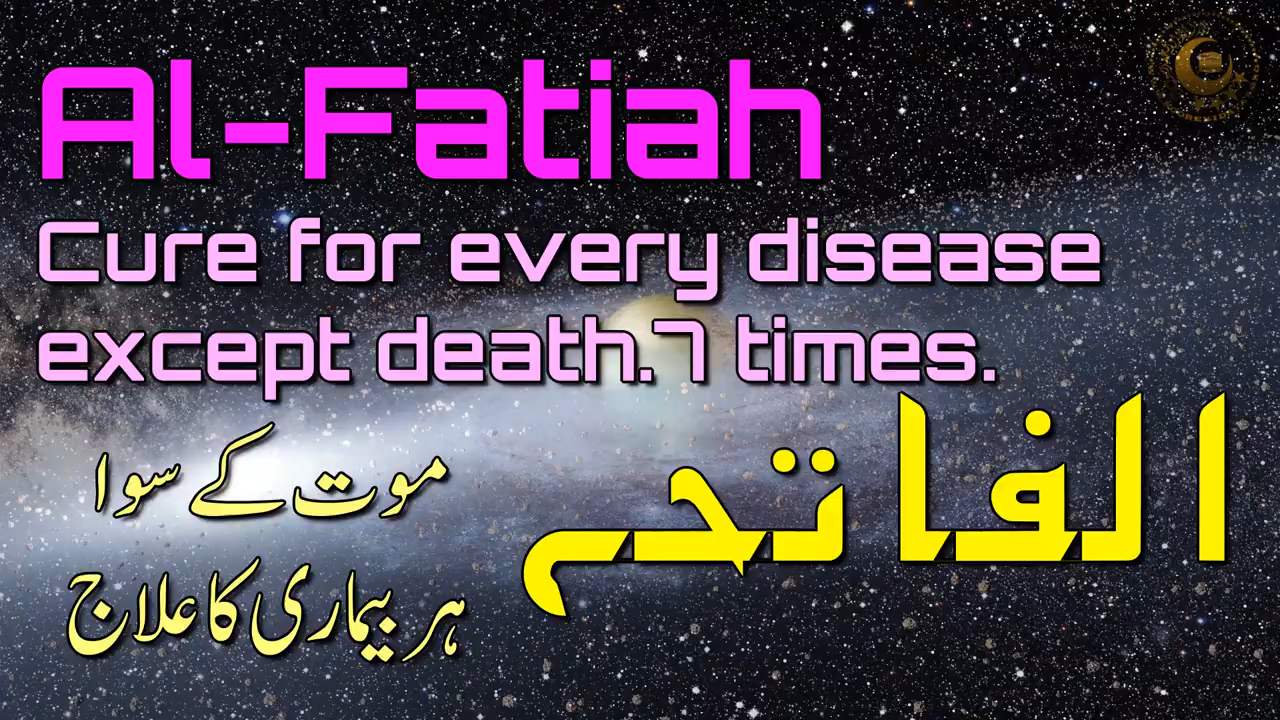 Al-Fatiah
Cure for every disease
except death.7 times.
الفاتحہ
موت کے سوا
ہر بیماری کا علاج